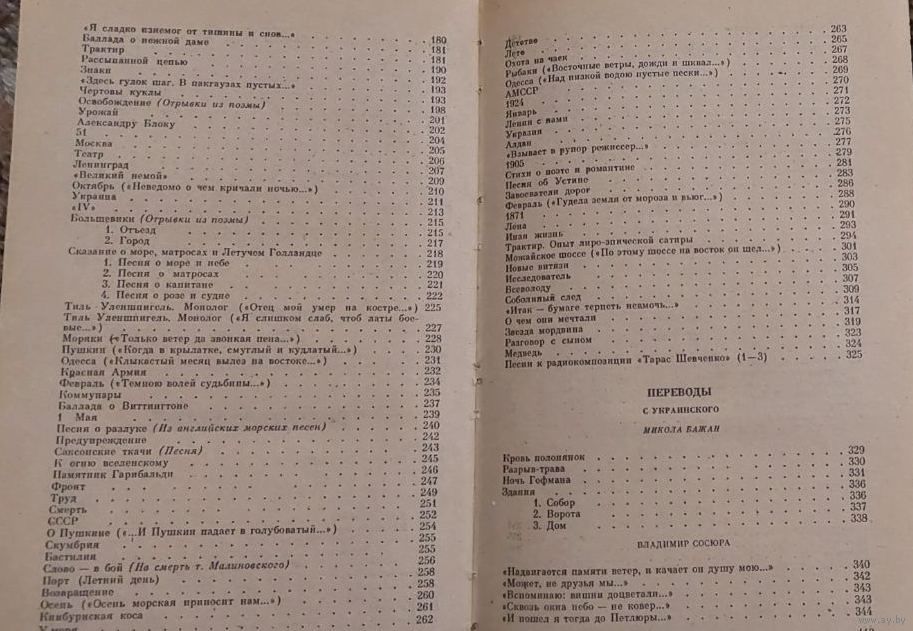 «Я сладко изнемог от тишины и снов...» 180
Баллада о нежной даме 181
Трактир 181
Рассыпанной цепью 190
Знаки 192
«Здесь гулок шаг. В пакгаузах пустых...» 193
Чертовы куклы 193
Освобождение (Отрывки из поэмы) 198
Урожай 201
Александру Блоку 202
51 204
Москва 205
Театр 206
Ленинград 207
«Великий немой» 209
Октябрь («Неведомо о чем кричали ночью...») 210
Украина 211
«IV» 213
Большевики (Отрывки из поэмы) 215
1. Отъезд 215
2. Город 217
Сказание о море, матросах и Летучем Голландце 218
1. Песня о море и небе 219
2. Песня о матросах 220
3. Песня о капитане 221
4. Песня о розе и судне 222
Тиль Уленшпигель. Монолог («Отец мой умер на костре...») 225
Тиль Уленшпигель. Монолог («Я слишком слаб, чтоб латы бое-
вые...») 227
Моряки («Только ветер да звонкая пена...») 228
Пушкин («Когда в крылатке, смуглый и кудлатый...») 230
Одесса («Клыкастый месяц вылез на востоке...») 231
Красная Армия 232
Февраль («Темною волей судьбины...») 234
Коммунары 235
Баллада о Виттингтоне 237
1 Мая 239
Песня о разлуке (Из английских морских песен) 240
Предупреждение 242
Саксонские ткачи (Песня) 243
К огню вселенскому 245
Памятник Гарибальди 246
Фронт 247
Труд 249
Смерть 251
СССР 252
О Пушкине («...И Пушкин падает в голубоватый...») 254
Скумбрия 255
Бастилия 255
Слово — в бой (На смерть т. Малиновского) 256
Порт (Летний день) 258
Возвращение 258
Осень («Осень морская приносит нам...») 260
Кинбурнская коса 261
262
Детство 263
Лето 265
Охота на чаек 267
Рыбаки («Восточные ветры, дожди и шквал...») 268
Одесса («Над низкой водою пустые пески...») 269
АМССР 270
1924 271
Январь 272
Ленин с нами 273
Украина 275
Алдан 276
«Взывает в рупор режиссер...» 277
1905 279
Стихи о поэте и романтике 281
Песня об Устине 283
Завоеватели дорог 286
Февраль («Гудела земля от мороза и вьюг...») 288
1871 290
Лена 291
Иная жизнь 293
Трактир. Опыт лиро-эпической сатиры 294
Можайское шоссе («По этому шоссе на восток он шел...») 301
Новые витязи 303
Исследователь 305
Всеволоду 307
Соболиный след 309
«Итак — бумаге терпеть невмочь...» 314
О чем они мечтали 317
Звезда мордвина 319
Разговор с сыном 323
Медведь 324
Песни к радиокомпозиции «Тарас Шевченко» (1—3) 325
ПЕРЕВОДЫ
С УКРАИНСКОГО
МИКОЛА БАЖАН
Кровь полонянок 329
Разрыв-трава 330
Ночь Гофмана 331
Здания 336
1. Собор 336
2. Ворота 337
3. Дом 338
ВЛАДИМИР СОСЮРА
«Надвигается памяти ветер, и качает он душу мою...» 340
«Может, не друзья мы...» 342
«Вспоминаю: вишни доцветали...» 343
«Сквозь окна небо — не ковер...» 343
«И пошел я тогда до Петлюры...» 344
www.ay.by